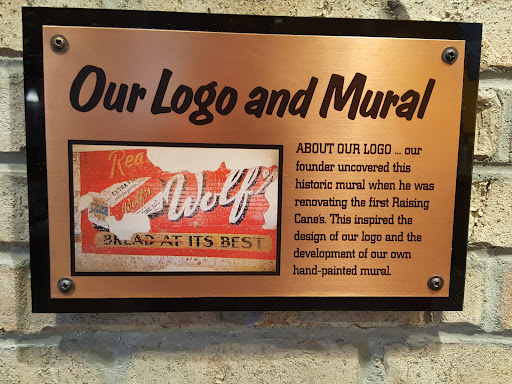 Our Logo and Mural
ABOUT OUR LOGO ... our
founder uncovered this
historic mural when he was
renovating the first Raising
Cane's. This inspired the
design of our logo and the
development of our own
hand-painted mural.
Rea
Wolf's
BREAD AT ITS BEST